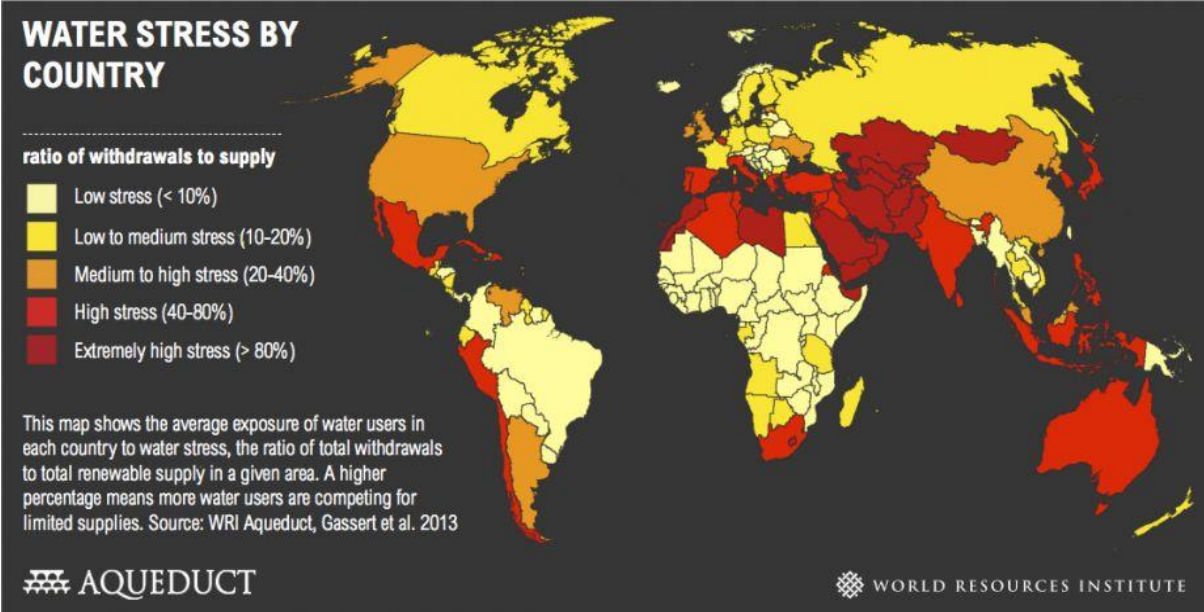 WATER STRESS BY
COUNTRY
ratio of withdrawals to supply
Low stress (< 10%)
Low to medium stress (10-20%)
Medium to high stress (20-40%)
High stress (40-80%)
Extremely high stress (> 80%)
This map shows the average exposure of water users in
each country to water stress, the ratio of total withdrawals
to total renewable supply in a given area. A higher
percentage means more water users are competing for
limited supplies. Source: WRI Aqueduct, Gassert et al. 2013
AQUEDUCT
WORLD RESOURCES INSTITUTE